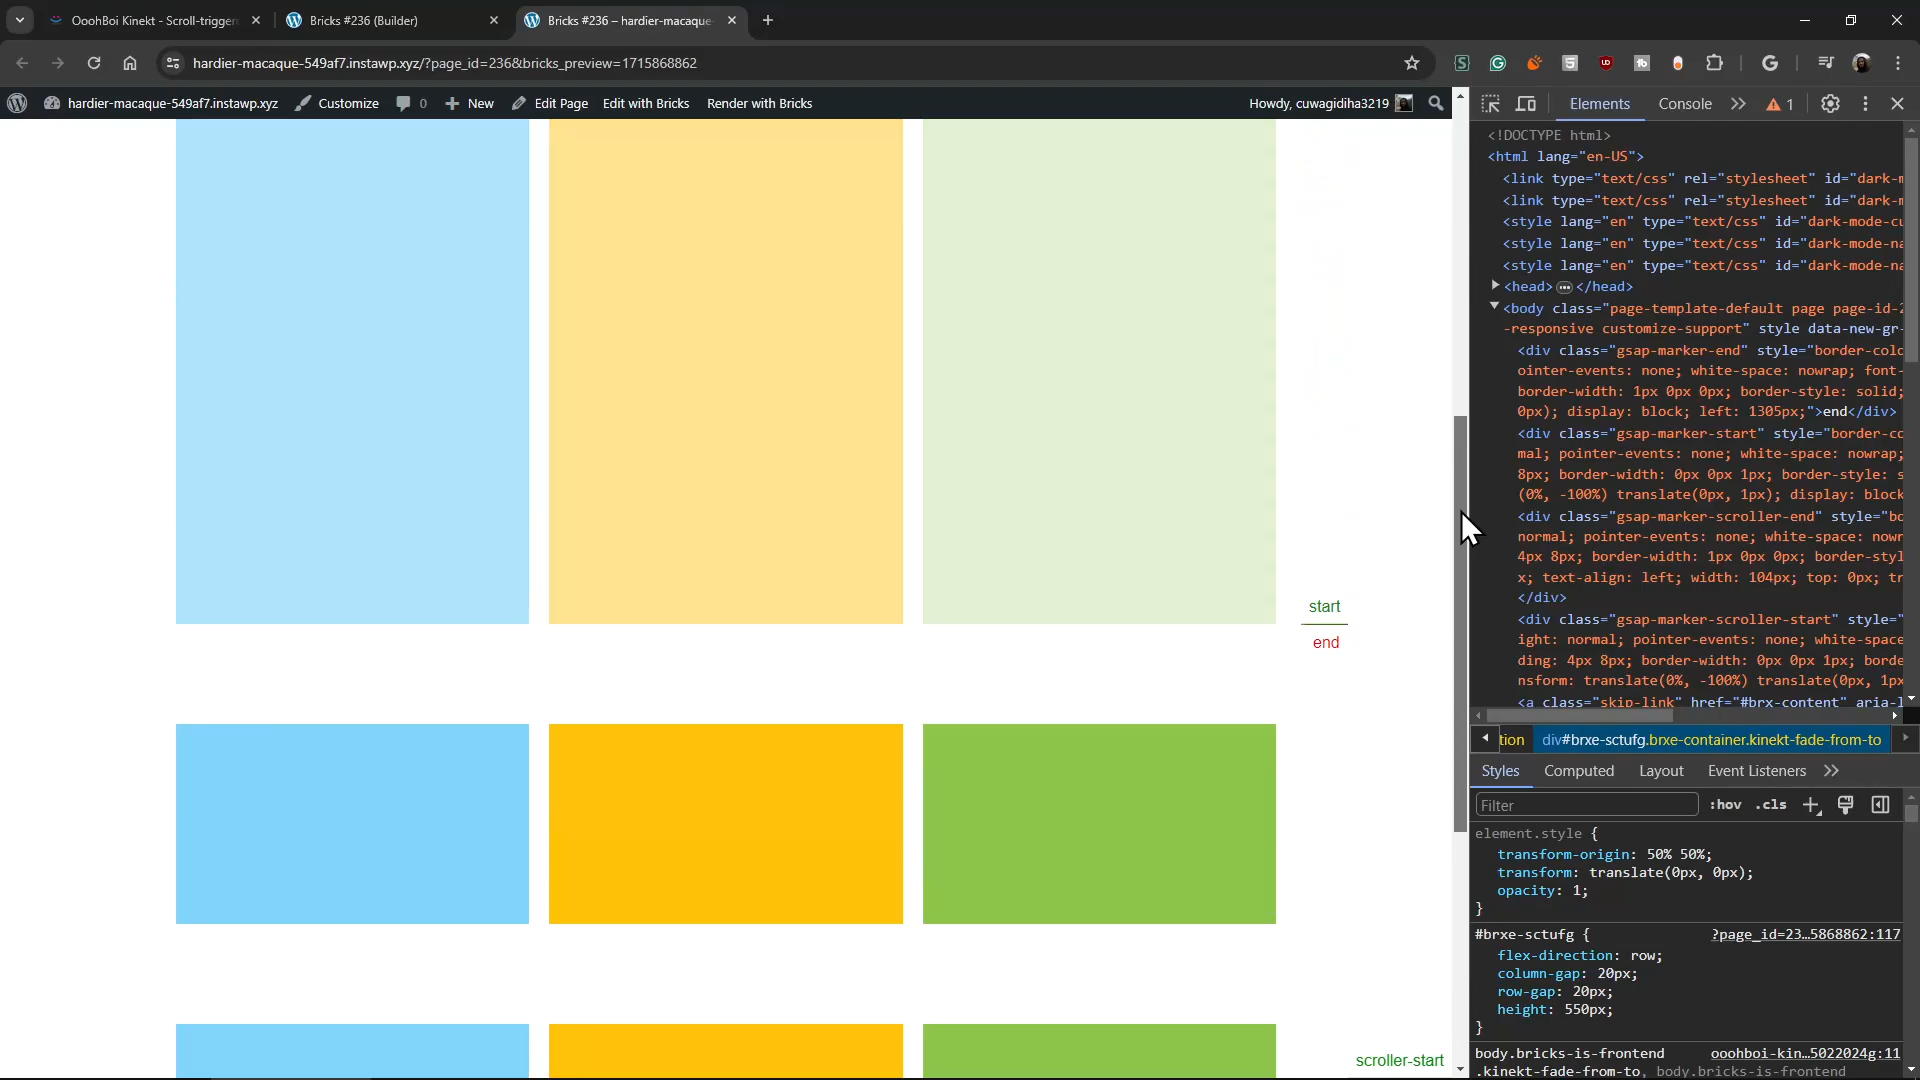 OoohBoi Kinekt - Scroll-trigger
Bricks #236 (Builder)
Bricks #236 – hardier-macaque-
hardier-macaque-549af7.instawp.xyz/?page_id=236&bricks_preview=1715868862
hardier-macaque-549af7.instawp.xyz
Customize
0
New
Edit Page
Edit with Bricks
Render with Bricks
Howdy, cuwagidiha3219
start
end
scroller-start
Elements
Console
1
<!DOCTYPE html>
<html lang="en-US">
<link type="text/css" rel="stylesheet" id="dark-m
<link type="text/css" rel="stylesheet" id="dark-m
<style lang="en" type="text/css" id="dark-mode-cu
<style lang="en" type="text/css" id="dark-mode-na
<style lang="en" type="text/css" id="dark-mode-na
<head> ••• </head>
<body class="page-template-default page page-id-2
-responsive customize-support" style data-new-gr-
<div class="gsap-marker-end" style="border-colo
ointer-events: none; white-space: nowrap; font-
border-width: 1px 0px 0px; border-style: solid;
0px); display: block; left: 1305px;">end</div>
<div class="gsap-marker-start" style="border-co
mal; pointer-events: none; white-space: nowrap;
8px; border-width: 0px 0px 1px; border-style: s
(0%, -100%) translate(0px, 1px); display: block
<div class="gsap-marker-scroller-end" style="bo
normal; pointer-events: none; white-space: nowr
4px 8px; border-width: 1px 0px 0px; border-styl
x; text-align: left; width: 104px; top: 0px; tr
</div>
<div class="gsap-marker-scroller-start" style="
ight: normal; pointer-events: none; white-space
ding: 4px 8px; border-width: 0px 0px 1px; borde
nsform: translate(0%, -100%) translate(0px, 1px
<a class="skip-link" href="#brx-content" aria-l
tion
div#brxe-sctufg.brxe-container.kinekt-fade-from-to
Styles
Computed
Layout
Event Listeners
Filter
:hov
.cls
element.style {
transform-origin: 50% 50%;
transform: translate(0px, 0px);
opacity: 1;
}
#brxe-sctufg {
?page_id=23…5868862:117
flex-direction: row;
column-gap: 20px;
row-gap: 20px;
height: 550px;
}
body.bricks-is-frontend
ooohboi-kin…5022024g:11
.kinekt-fade-from-to, body.bricks-is-frontend